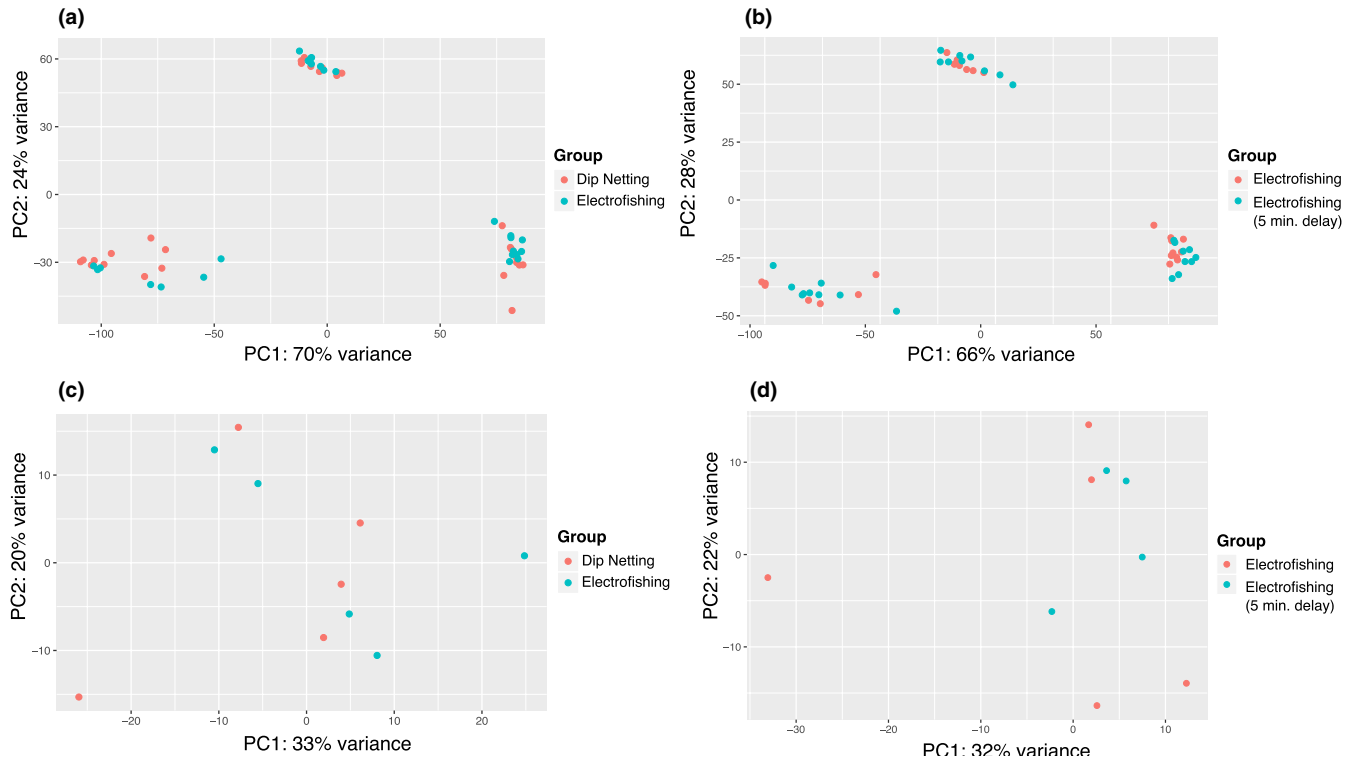 (a)
60
30
0
−30
−100
−50
0
50
PC2: 24% variance
PC1: 70% variance
Group
Dip Netting
Electrofishing
(b)
50
25
0
−25
−50
−100
−50
0
50
PC2: 28% variance
PC1: 66% variance
Group
Electrofishing
Electrofishing
(5 min. delay)
(c)
10
0
−10
−20
−10
0
10
20
PC2: 20% variance
PC1: 33% variance
Group
Dip Netting
Electrofishing
(d)
10
0
−10
−30
−20
−10
0
10
PC2: 22% variance
PC1: 32% variance
Group
Electrofishing
Electrofishing
(5 min. delay)